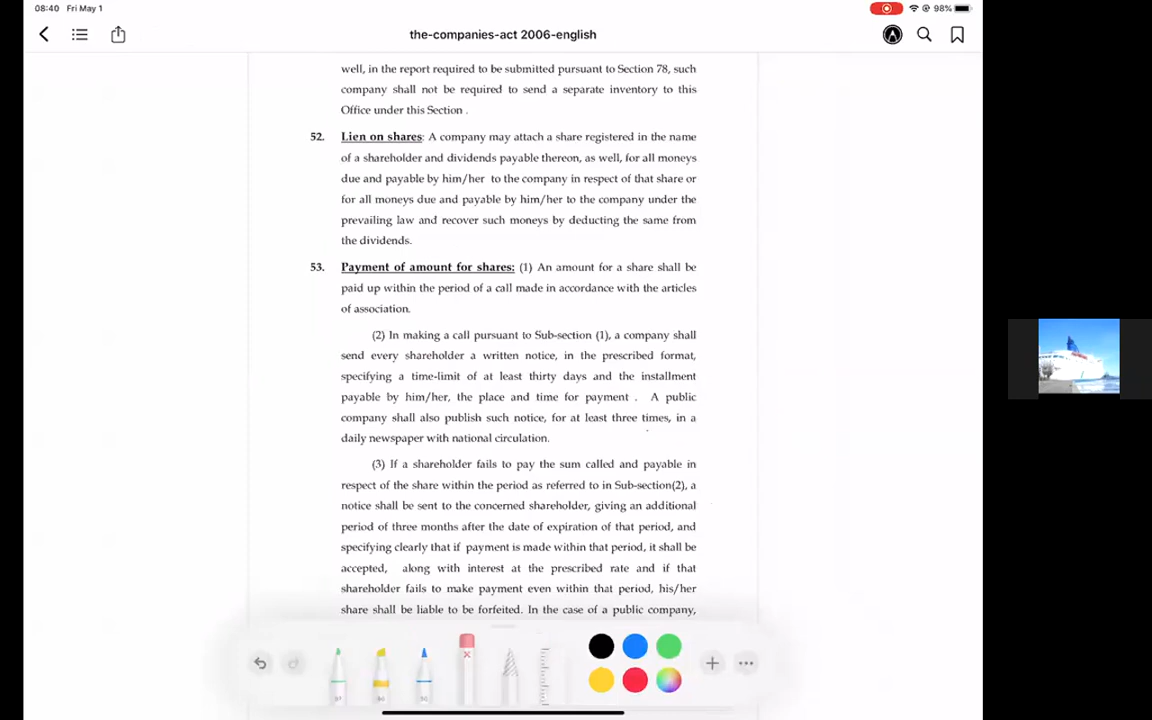 08:40 Fri May 1
98%
the-companies-act 2006-english
well, in the report required to be submitted pursuant to Section 78, such
company shall not be required to send a separate inventory to this
Office under this Section .
52. Lien on shares: A company may attach a share registered in the name
of a shareholder and dividends payable thereon, as well, for all moneys
due and payable by him/her to the company in respect of that share or
for all moneys due and payable by him/her to the company under the
prevailing law and recover such moneys by deducting the same from
the dividends.
53. Payment of amount for shares: (1) An amount for a share shall be
paid up within the period of a call made in accordance with the articles
of association.
(2) In making a call pursuant to Sub-section (1), a company shall
send every shareholder a written notice, in the prescribed format,
specifying a time-limit of at least thirty days and the installment
payable by him/her, the place and time for payment . A public
company shall also publish such notice, for at least three times, in a
daily newspaper with national circulation.
(3) If a shareholder fails to pay the sum called and payable in
respect of the share within the period as referred to in Sub-section(2), a
notice shall be sent to the concerned shareholder, giving an additional
period of three months after the date of expiration of that period, and
specifying clearly that if payment is made within that period, it shall be
accepted, along with interest at the prescribed rate and if that
shareholder fails to make payment even within that period, his/her
share shall be liable to be forfeited. In the case of a public company,